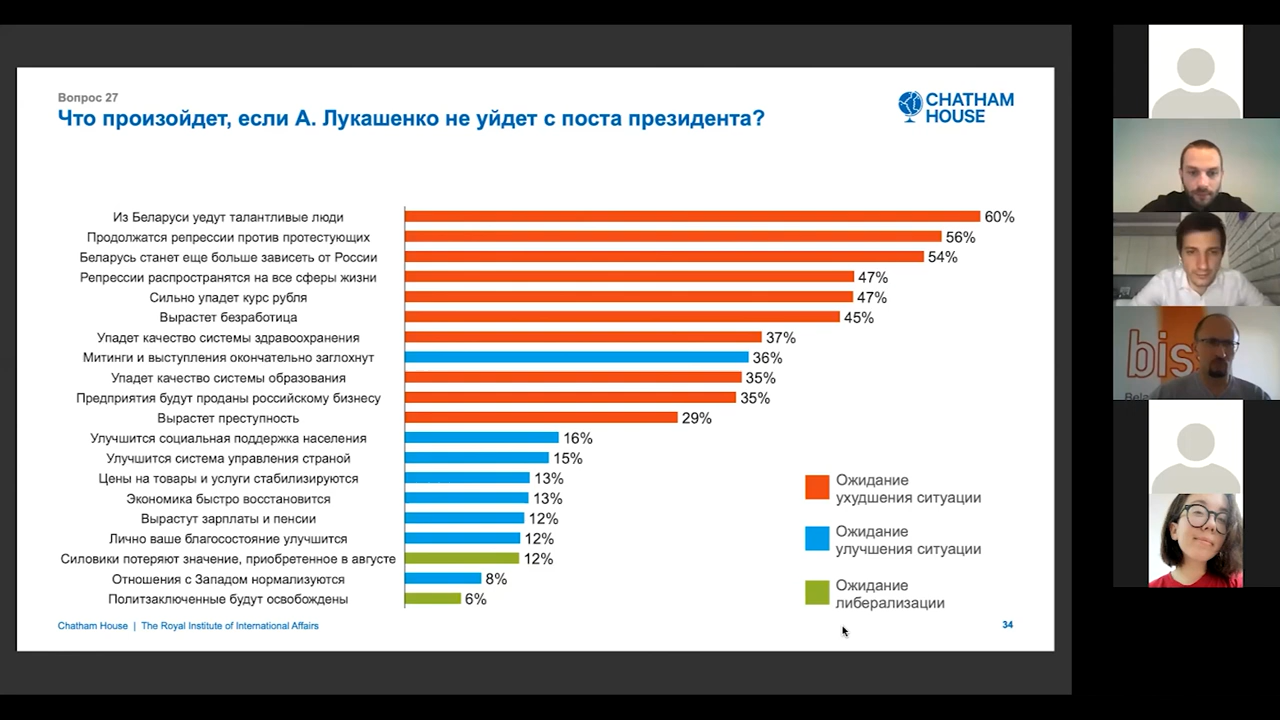 Вопрос 27
Что произойдет, если А. Лукашенко не уйдет с поста президента?
CHATHAM
HOUSE
Из Беларуси уедут талантливые люди 60%
Продолжатся репрессии против протестующих 56%
Беларусь станет еще больше зависеть от России 54%
Репрессии распространятся на все сферы жизни 47%
Сильно упадет курс рубля 47%
Вырастет безработица 45%
Упадет качество системы здравоохранения 37%
Митинги и выступления окончательно заглохнут 36%
Упадет качество системы образования 35%
Предприятия будут проданы российскому бизнесу 35%
Вырастет преступность 29%
Улучшится социальная поддержка населения 16%
Улучшится система управления страной 15%
Цены на товары и услуги стабилизируются 13%
Экономика быстро восстановится 13%
Вырастут зарплаты и пенсии 12%
Лично ваше благосостояние улучшится 12%
Силовики потеряют значение, приобретенное в августе 12%
Отношения с Западом нормализуются 8%
Политзаключенные будут освобождены 6%
Ожидание
ухудшения ситуации
Ожидание
улучшения ситуации
Ожидание
либерализации
Chatham House | The Royal Institute of International Affairs
34